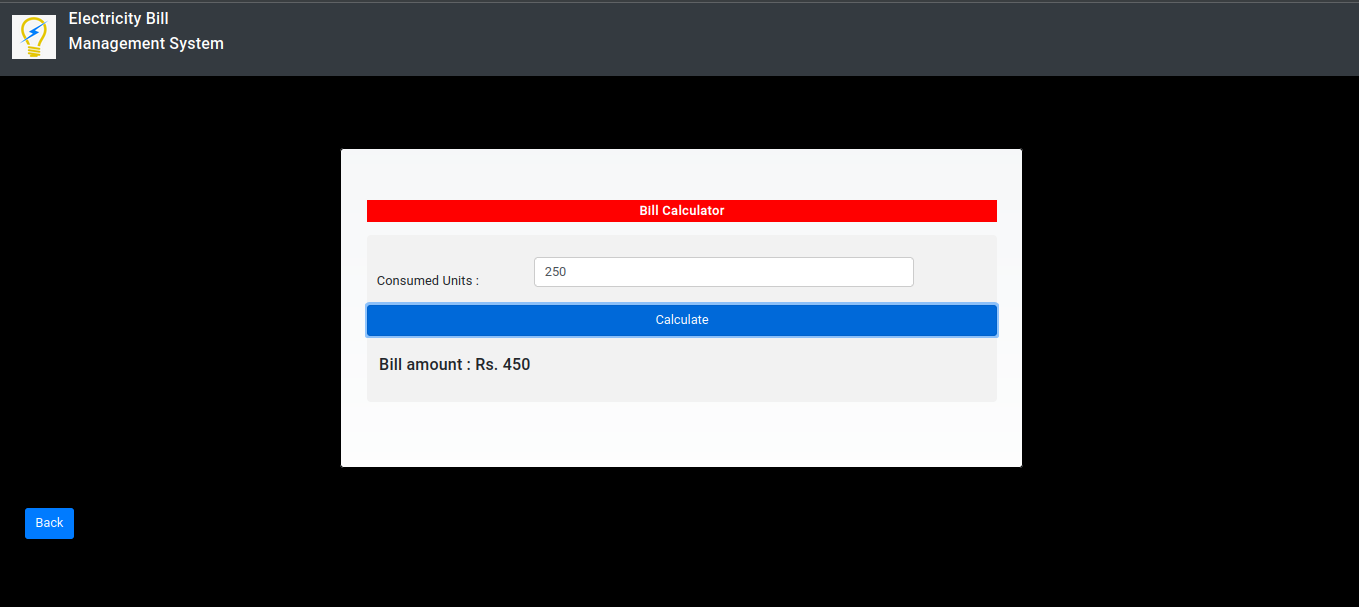 Electricity Bill
Management System
Bill Calculator
Consumed Units :
250
Calculate
Bill amount : Rs. 450
Back